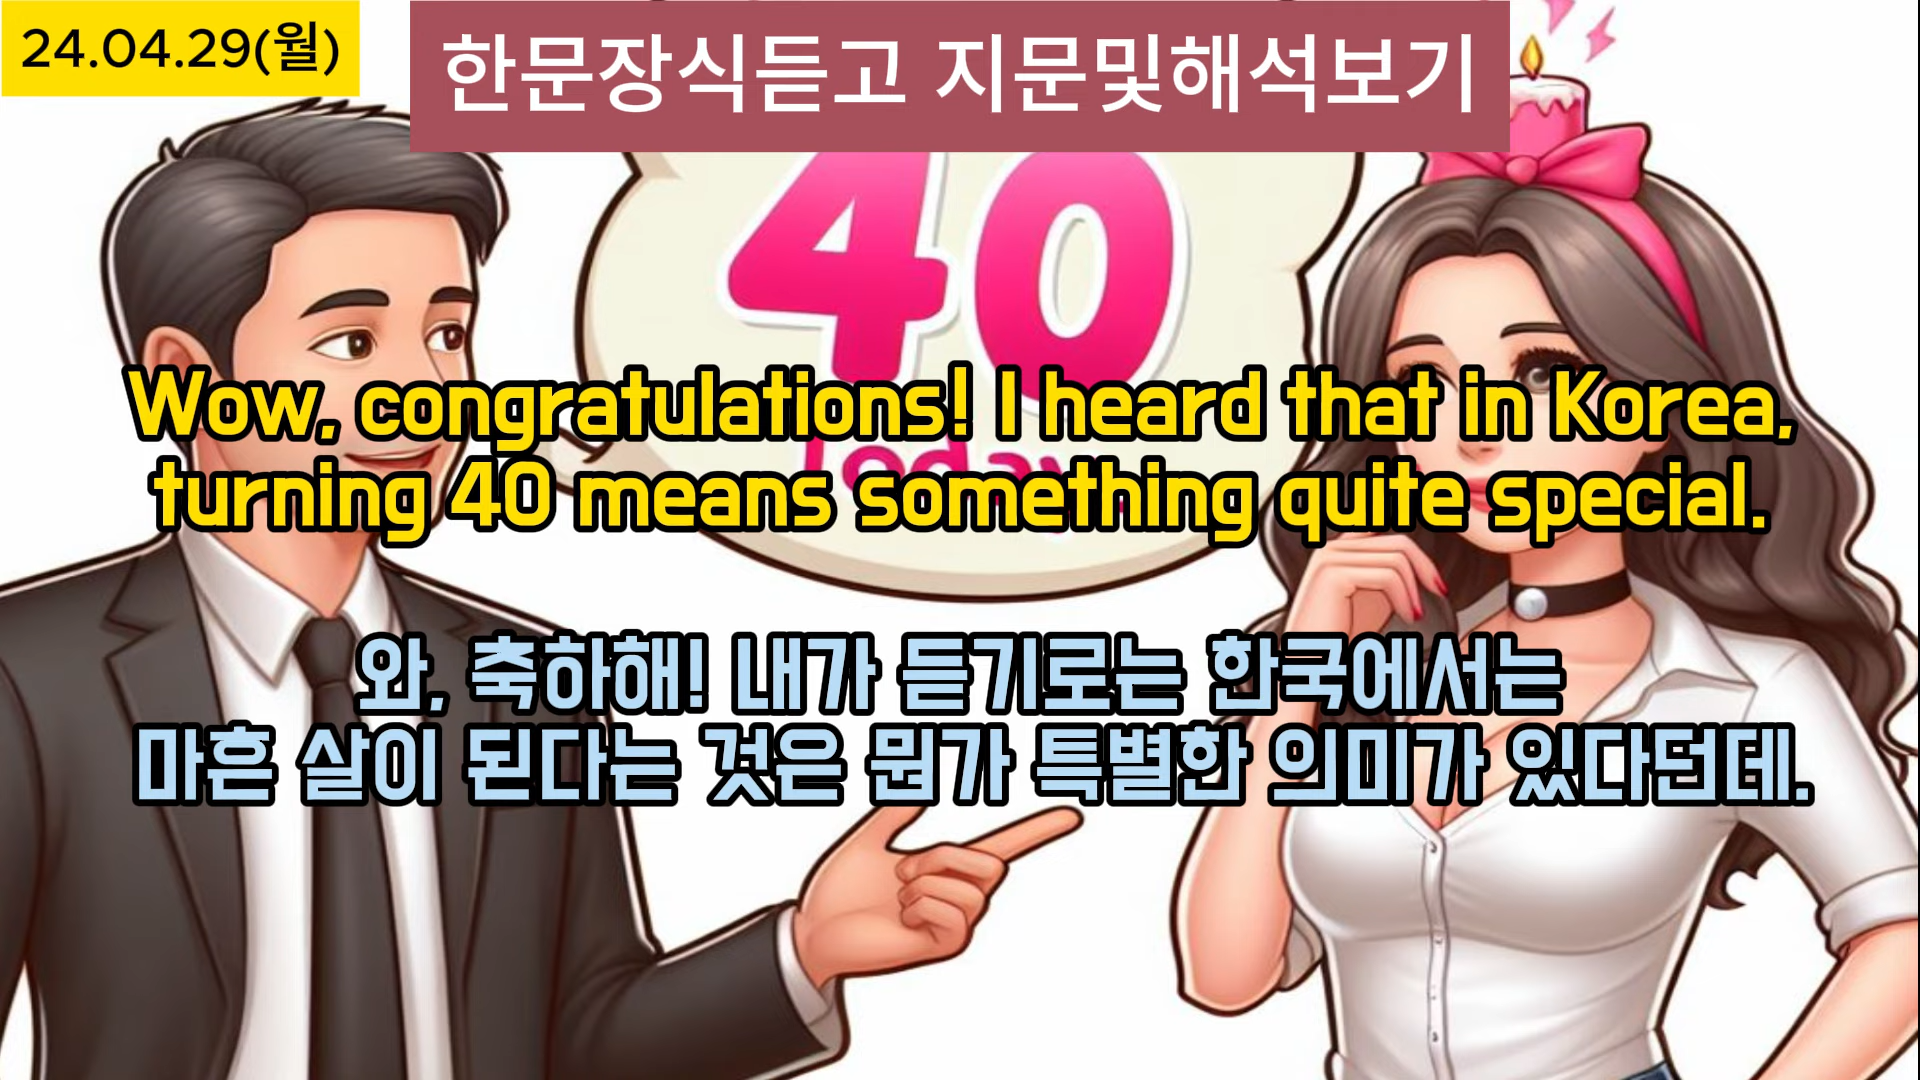 24.04.29(월)
한문장식듣고 지문및해석보기
40
Today
Wow, congratulations! I heard that in Korea,
turning 40 means something quite special.
와, 축하해! 내가 듣기로는 한국에서는
마흔 살이 된다는 것은 뭔가 특별한 의미가 있다던데.